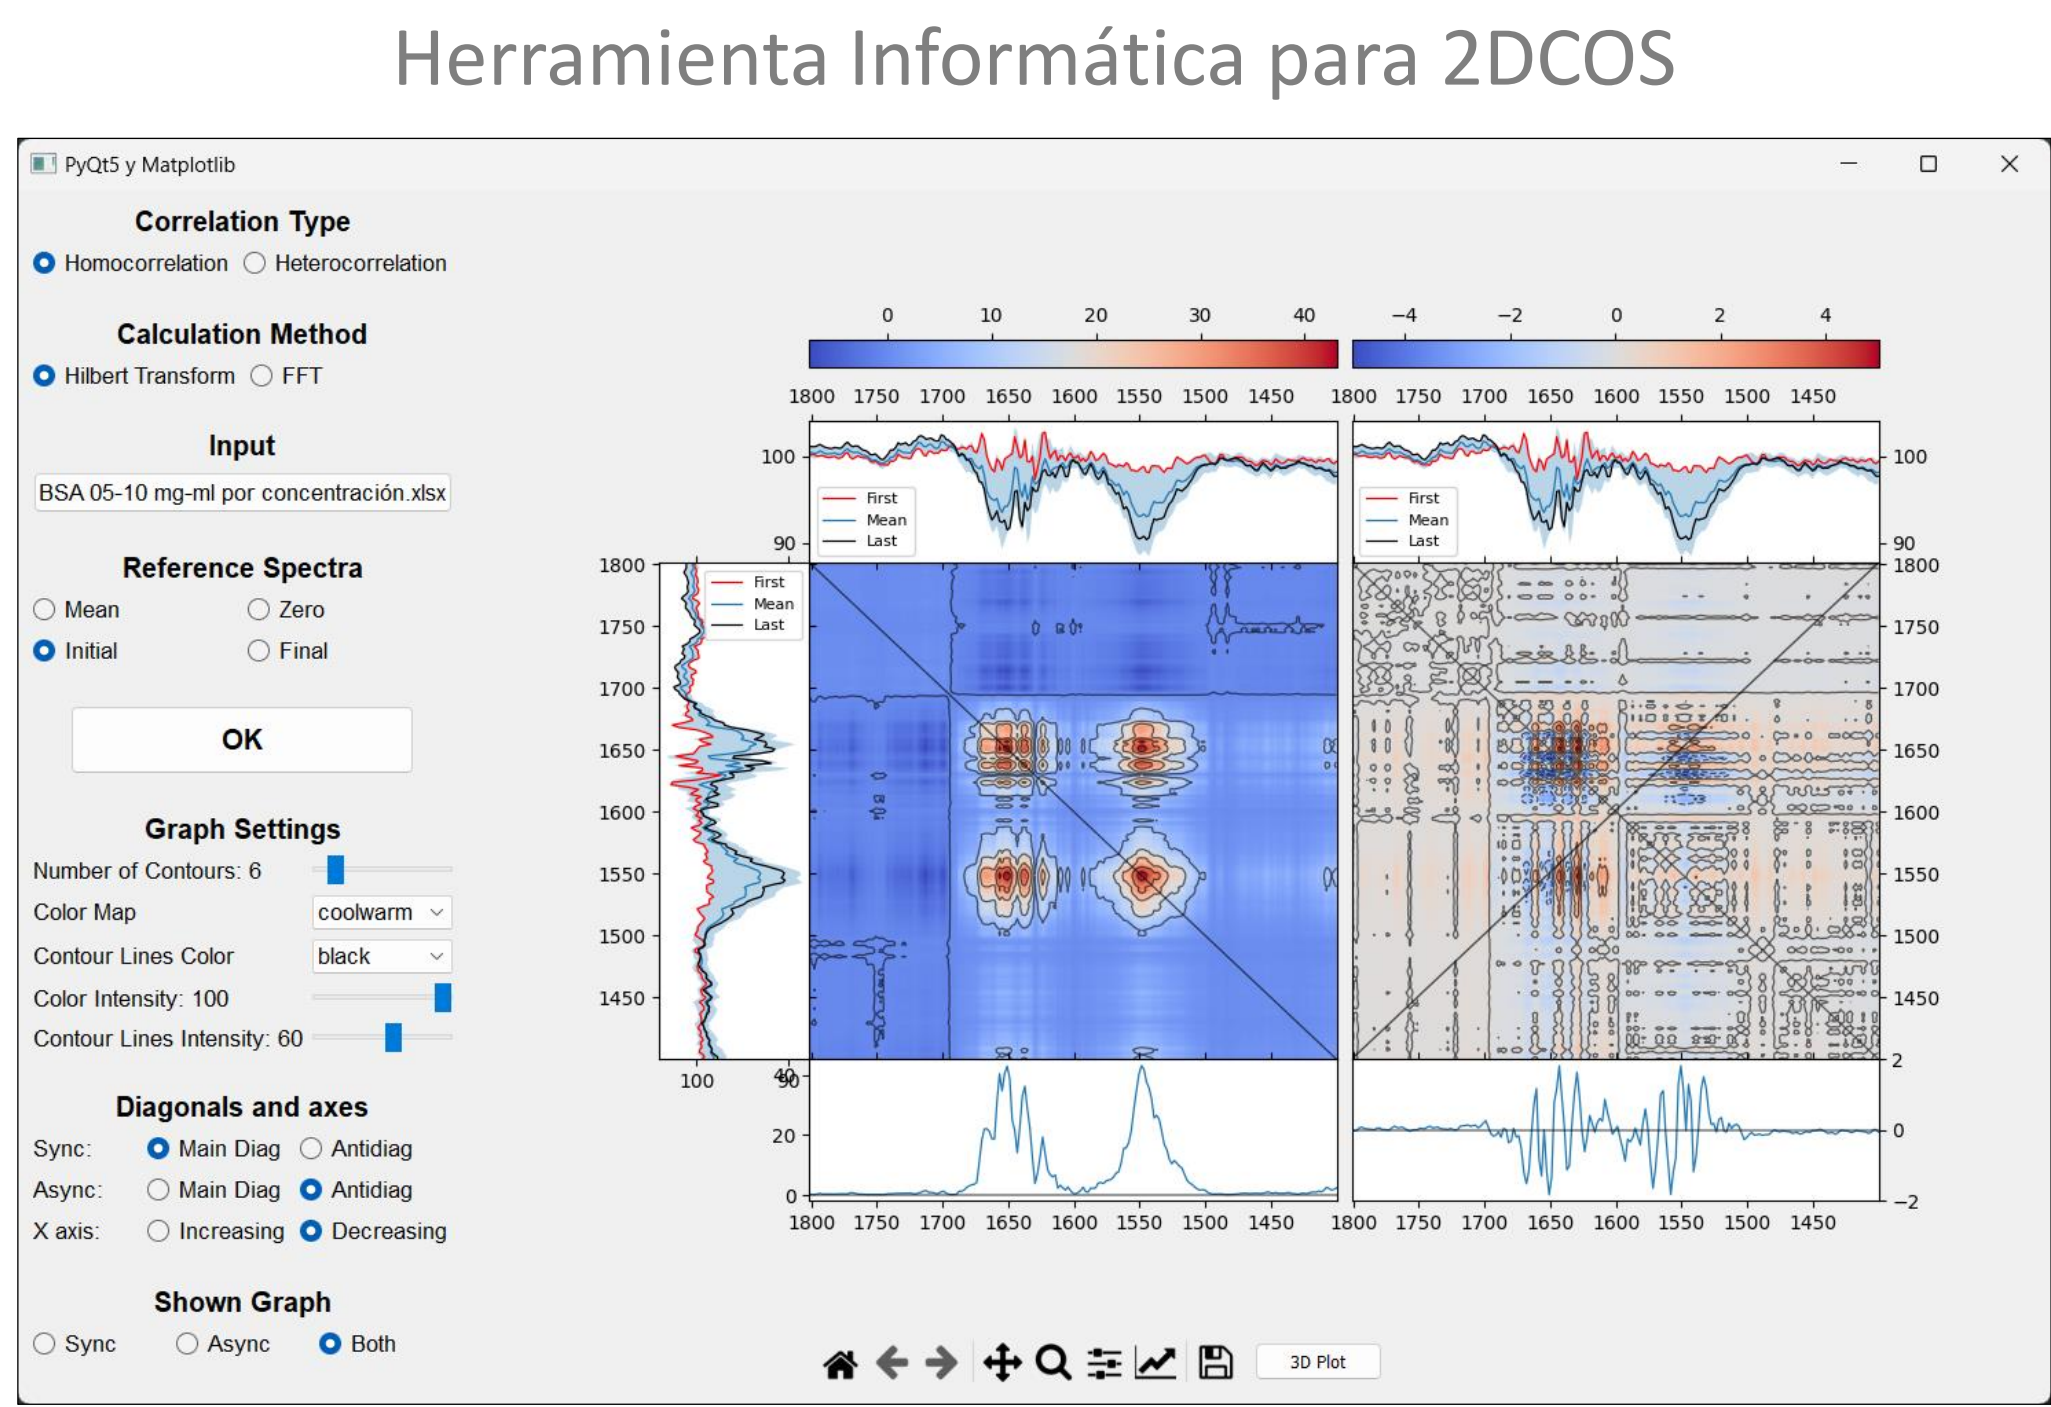 Herramienta Informática para 2DCOS
PyQt5 y Matplotlib
Correlation Type
Homocorrelation Heterocorrelation
Calculation Method
Hilbert Transform FFT
Input
BSA 05-10 mg-ml por concentración.xlsx
Reference Spectra
Mean Zero
Initial Final
OK
Graph Settings
Number of Contours: 6
Color Map coolwarm
Contour Lines Color black
Color Intensity: 100
Contour Lines Intensity: 60
Diagonals and axes
Sync: Main Diag Antidiag
Async: Main Diag Antidiag
X axis: Increasing Decreasing
Shown Graph
Sync Async Both
0 10 20 30 40
1800 1750 1700 1650 1600 1550 1500 1450
100
90
First
Mean
Last
−4 −2 0 2 4
1800 1750 1700 1650 1600 1550 1500 1450
100
90
First
Mean
Last
1800
1750
1700
1650
1600
1550
1500
1450
First
Mean
Last
100 90
1800
1750
1700
1650
1600
1550
1500
1450
40
20
0
1800 1750 1700 1650 1600 1550 1500 1450
2
0
−2
1800 1750 1700 1650 1600 1550 1500 1450
3D Plot